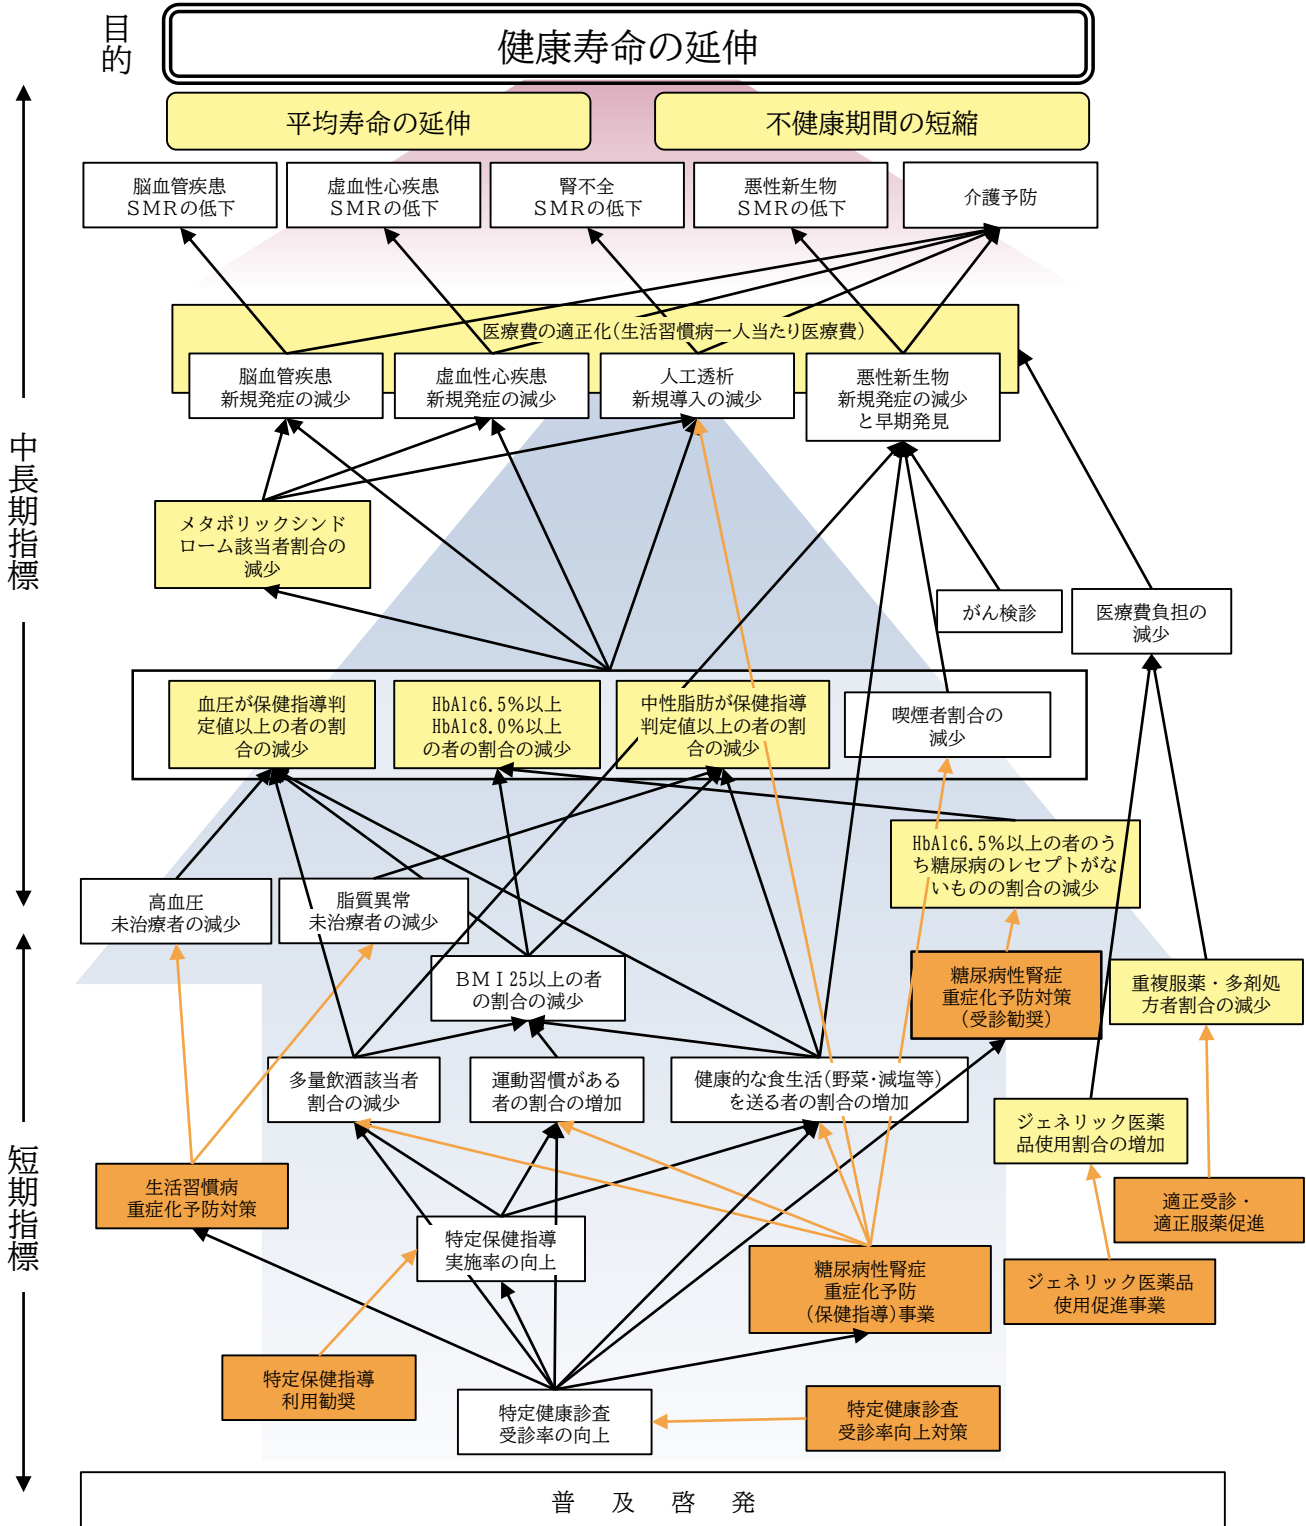 目的
健康寿命の延伸
平均寿命の延伸
不健康期間の短縮
脳血管疾患
SMRの低下
虚血性心疾患
SMRの低下
腎不全
SMRの低下
悪性新生物
SMRの低下
介護予防
医療費の適正化(生活習慣病一人当たり医療費)
脳血管疾患
新規発症の減少
虚血性心疾患
新規発症の減少
人工透析
新規導入の減少
悪性新生物
新規発症の減少
と早期発見
中長期指標
メタボリックシンド
ローム該当者割合の
減少
がん検診
医療費負担の
減少
血圧が保健指導判
定値以上の者の割
合の減少
HbA1c6.5%以上
HbA1c8.0%以上
の者の割合の減少
中性脂肪が保健指導
判定値以上の者の割
合の減少
喫煙者割合の
減少
HbA1c6.5%以上の者のう
ち糖尿病のレセプトがな
いものの割合の減少
高血圧
未治療者の減少
脂質異常
未治療者の減少
BMI25以上の者
の割合の減少
糖尿病性腎症
重症化予防対策
(受診勧奨)
重複服薬・多剤処
方者割合の減少
短期指標
多量飲酒該当者
割合の減少
運動習慣がある
者の割合の増加
健康的な食生活(野菜・減塩等)
を送る者の割合の増加
ジェネリック医薬
品使用割合の増加
生活習慣病
重症化予防対策
適正受診・
適正服薬促進
特定保健指導
実施率の向上
糖尿病性腎症
重症化予防
(保健指導)事業
ジェネリック医薬品
使用促進事業
特定保健指導
利用勧奨
特定健康診査
受診率の向上
特定健康診査
受診率向上対策
普 及 啓 発